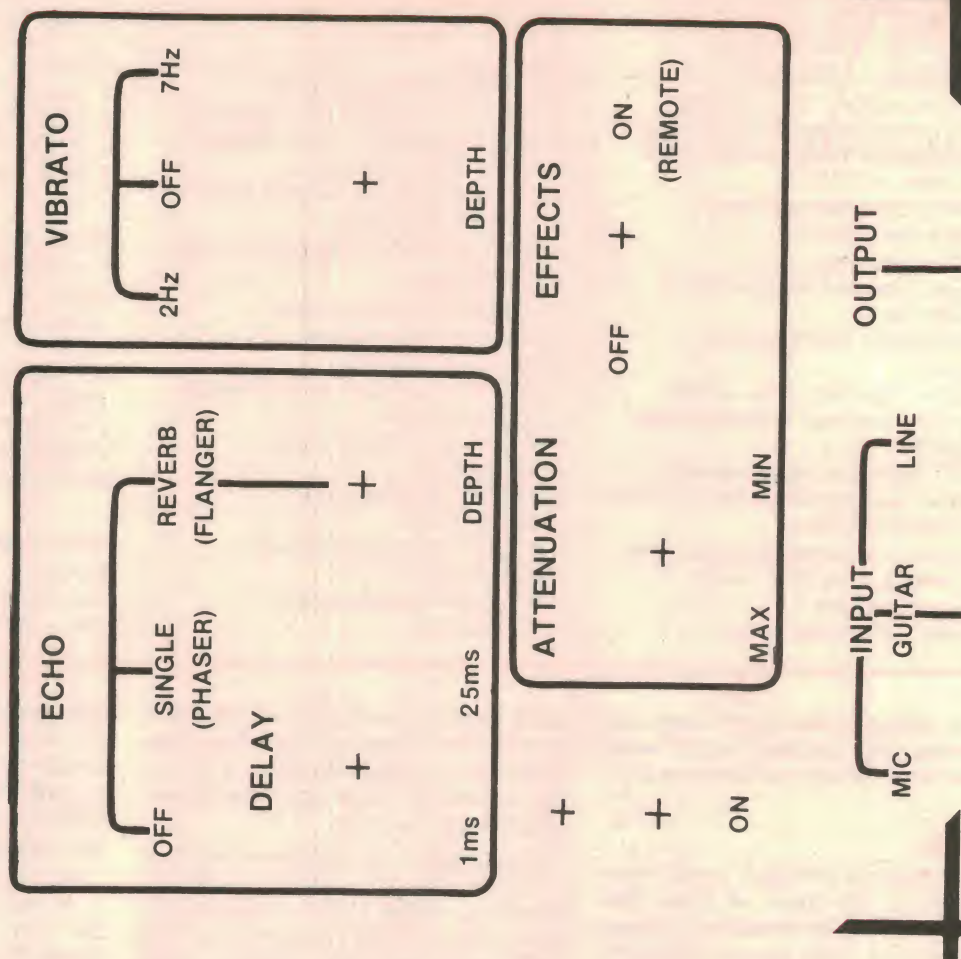 ECHO
OFF
SINGLE
(PHASER)
REVERB
(FLANGER)
DELAY
1ms
25ms
DEPTH
VIBRATO
2Hz
OFF
7Hz
DEPTH
ON
ATTENUATION
MAX
MIN
EFFECTS
OFF
ON
(REMOTE)
INPUT
MIC
GUITAR
LINE
OUTPUT